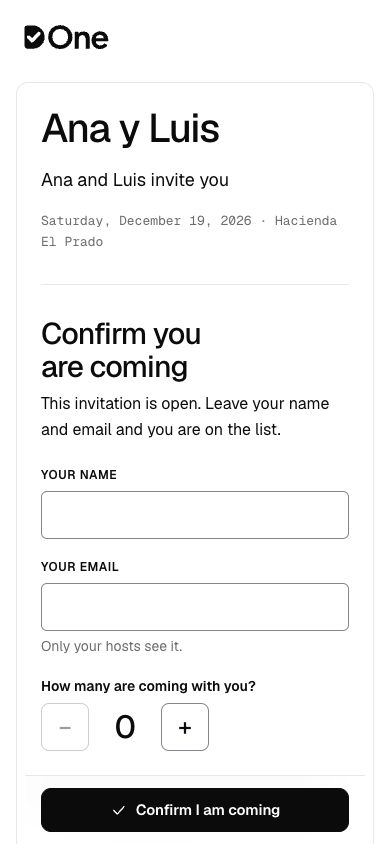 One
Ana y Luis
Ana and Luis invite you
Saturday, December 19, 2026 · Hacienda
El Prado
Confirm you
are coming
This invitation is open. Leave your name
and email and you are on the list.
YOUR NAME
YOUR EMAIL
Only your hosts see it.
How many are coming with you?
− 0 +
Confirm I am coming